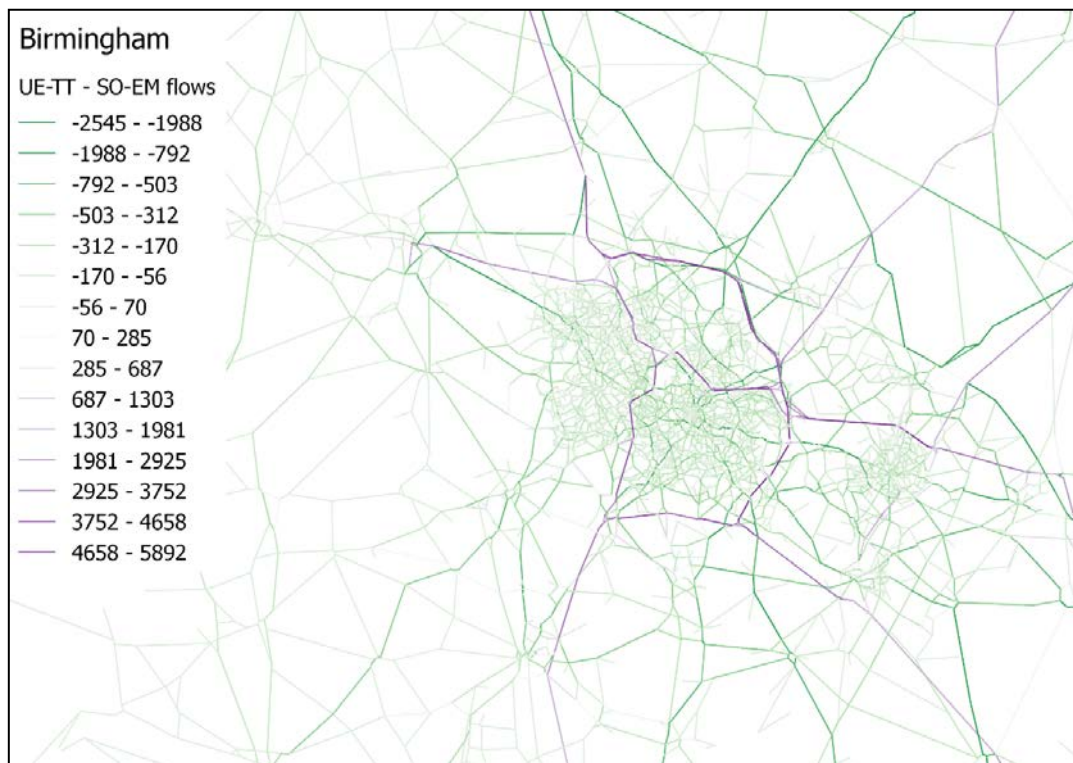 Birmingham
UE-TT - SO-EM flows
-2545 - -1988
-1988 - -792
-792 - -503
-503 - -312
-312 - -170
-170 - -56
-56 - 70
70 - 285
285 - 687
687 - 1303
1303 - 1981
1981 - 2925
2925 - 3752
3752 - 4658
4658 - 5892